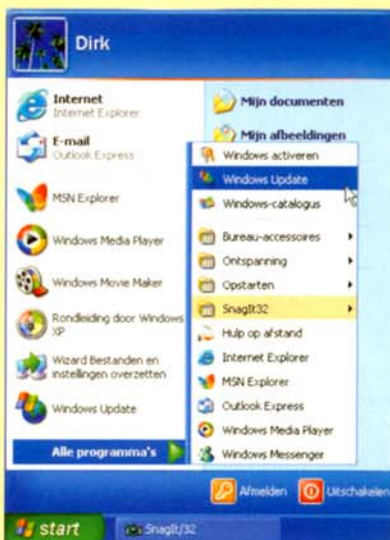 Dirk
Internet
Internet Explorer
E-mail
Outlook Express
MSN Explorer
Windows Media Player
Windows Movie Maker
Rondleiding door Windows
XP
Wizard Bestanden en
instellingen overzetten
Windows Update
Alle programma's
Mijn documenten
Mijn afbeeldingen
Windows activeren
Windows Update
Windows-catalogus
Bureau-accessoires
Ontspanning
Opstarten
SnagIt32
Hulp op afstand
Internet Explorer
MSN Explorer
Outlook Express
Windows Media Player
Windows Messenger
Afmelden
Uitschakelen
start
SnagIt/32